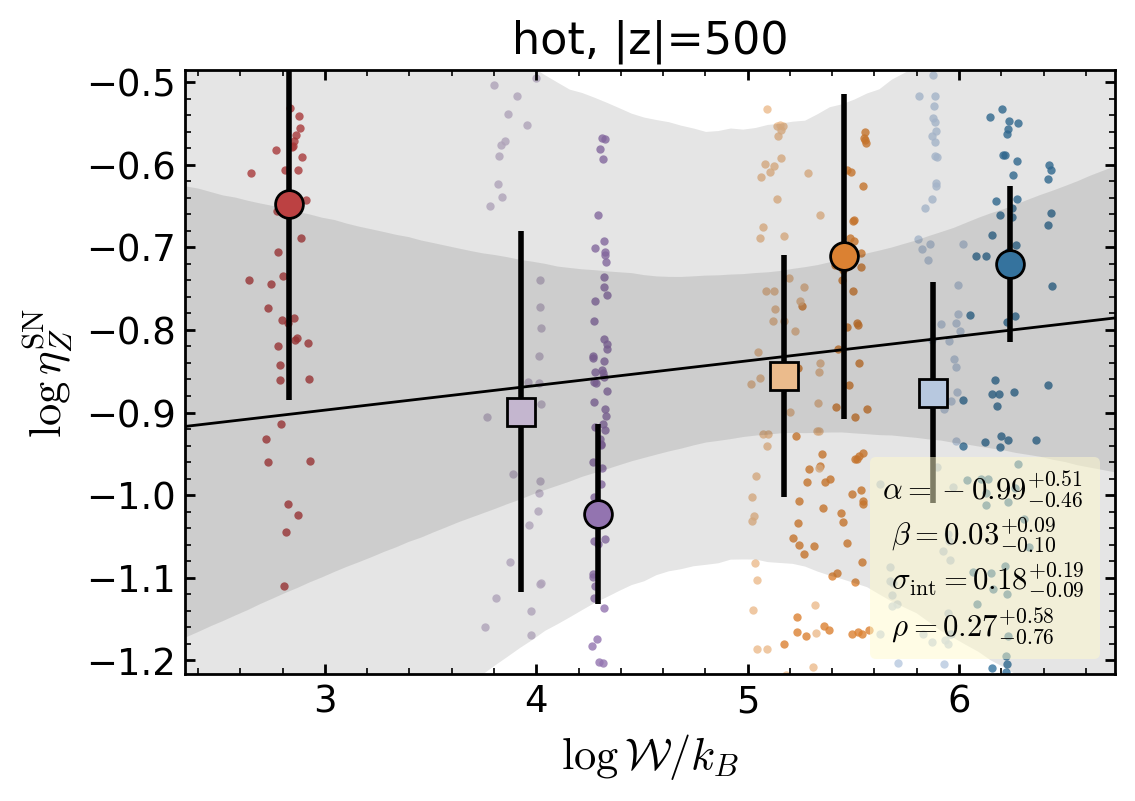 hot, |z|=500
−0.5
−0.6
−0.7
−0.8
−0.9
−1.0
−1.1
−1.2
log η_Z^SN
α = −0.99^{+0.51}_{−0.46}
β = 0.03^{+0.09}_{−0.10}
σ_int = 0.18^{+0.19}_{−0.09}
ρ = 0.27^{+0.58}_{−0.76}
3 4 5 6
log 𝒲/k_B